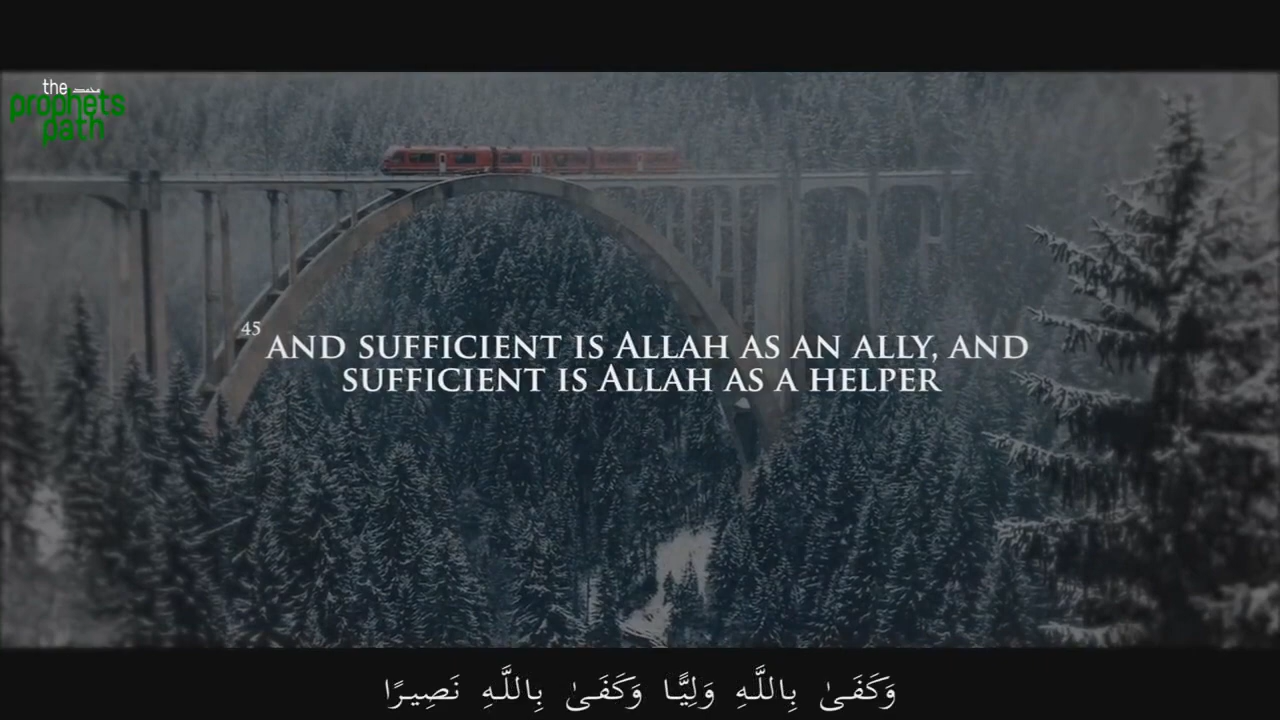 the محمد
prophets
path
45 AND SUFFICIENT IS ALLAH AS AN ALLY, AND
SUFFICIENT IS ALLAH AS A HELPER
وَكَفَىٰ بِاللَّهِ وَلِيًّا وَكَفَىٰ بِاللَّهِ نَصِيرًا